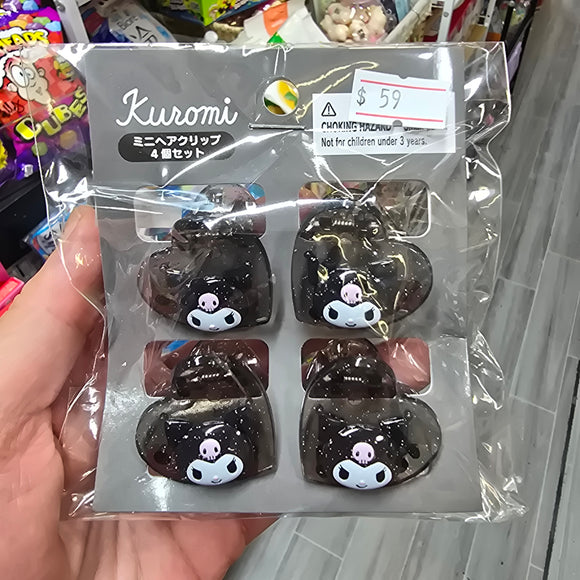 Kuromi
ミニヘアクリップ
4個セット
$ 59
CHOKING HAZARD
Not for children under 3 years.
CUBES